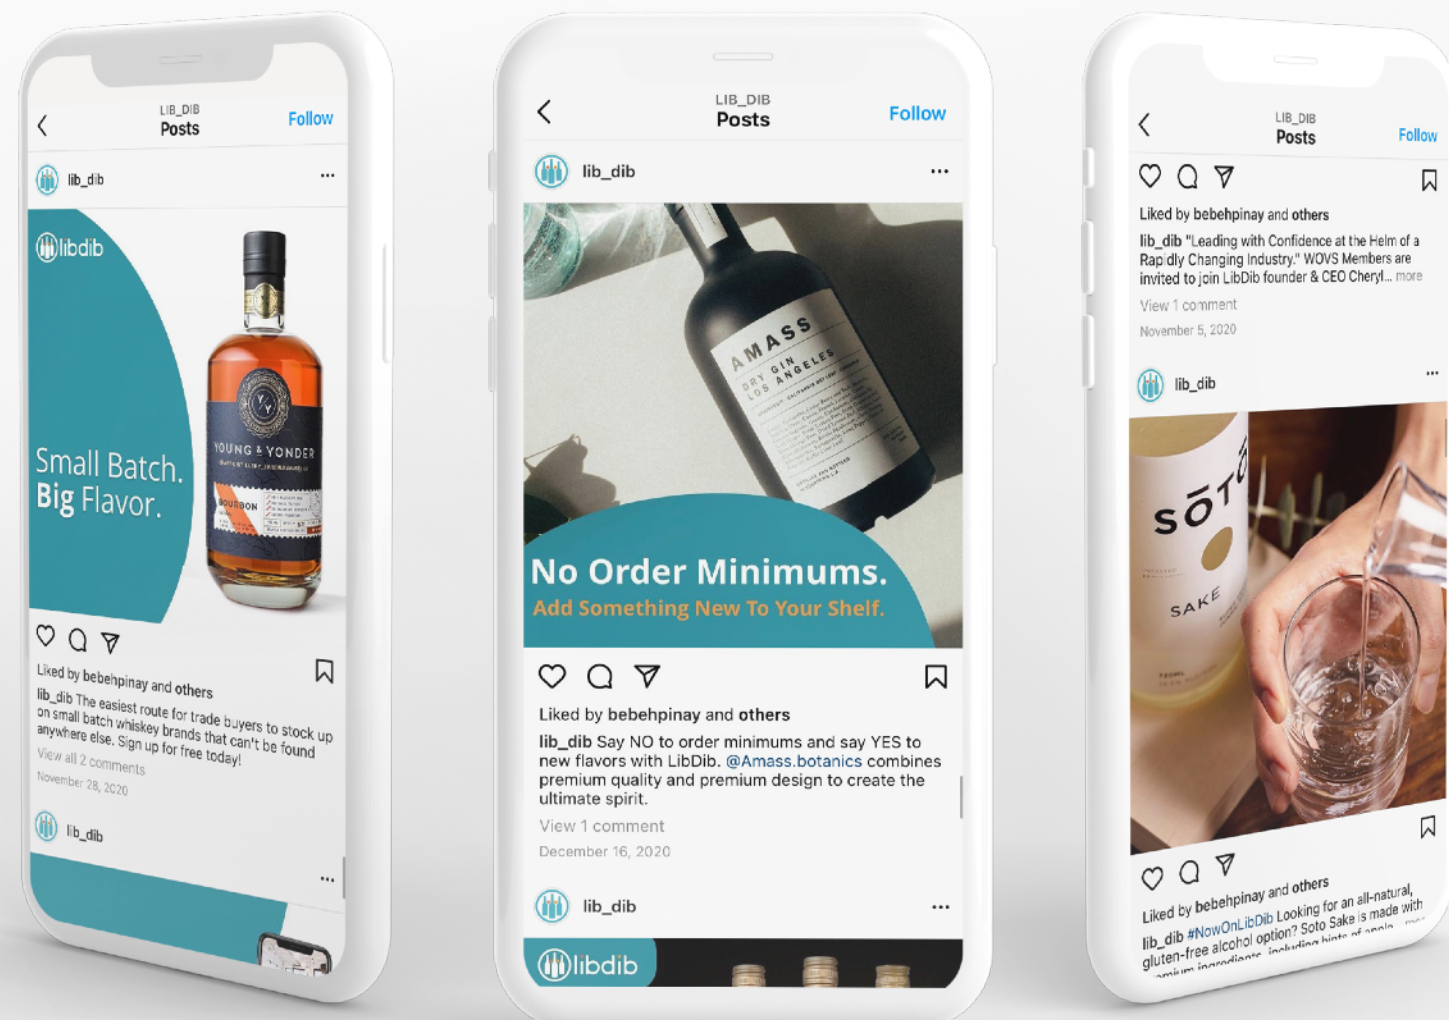 LIB_DIB
Posts
Follow
lib_dib
libdib
Small Batch.
Big Flavor.
YOUNG & YONDER
BOURBON
Liked by bebehpinay and others
lib_dib The easiest route for trade buyers to stock up
on small batch whiskey brands that can't be found
anywhere else. Sign up for free today!
View all 2 comments
November 28, 2020
lib_dib
LIB_DIB
Posts
Follow
lib_dib
AMASS
DRY GIN
LOS ANGELES
No Order Minimums.
Add Something New To Your Shelf.
Liked by bebehpinay and others
lib_dib Say NO to order minimums and say YES to
new flavors with LibDib. @Amass.botanics combines
premium quality and premium design to create the
ultimate spirit.
View 1 comment
December 16, 2020
lib_dib
libdib
LIB_DIB
Posts
Follow
Liked by bebehpinay and others
lib_dib "Leading with Confidence at the Helm of a
Rapidly Changing Industry." WOVS Members are
invited to join LibDib founder & CEO Cheryl... more
View 1 comment
November 5, 2020
lib_dib
SŌTŌ
SAKE
Liked by bebehpinay and others
lib_dib #NowOnLibDib Looking for an all-natural,
gluten-free alcohol option? Soto Sake is made with
premium ingredients, including hints of apple